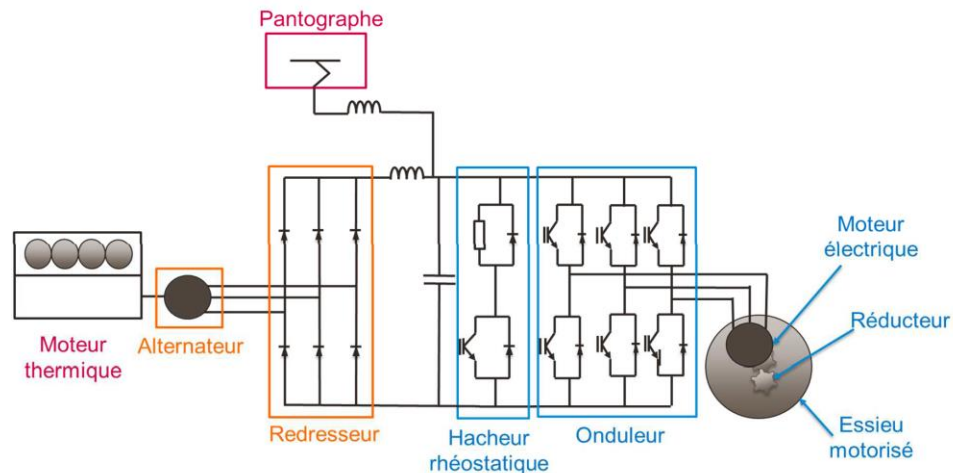 Pantographe
Moteur
électrique
Réducteur
Moteur
thermique
Alternateur
Redresseur
Hacheur
rhéostatique
Onduleur
Essieu
motorisé